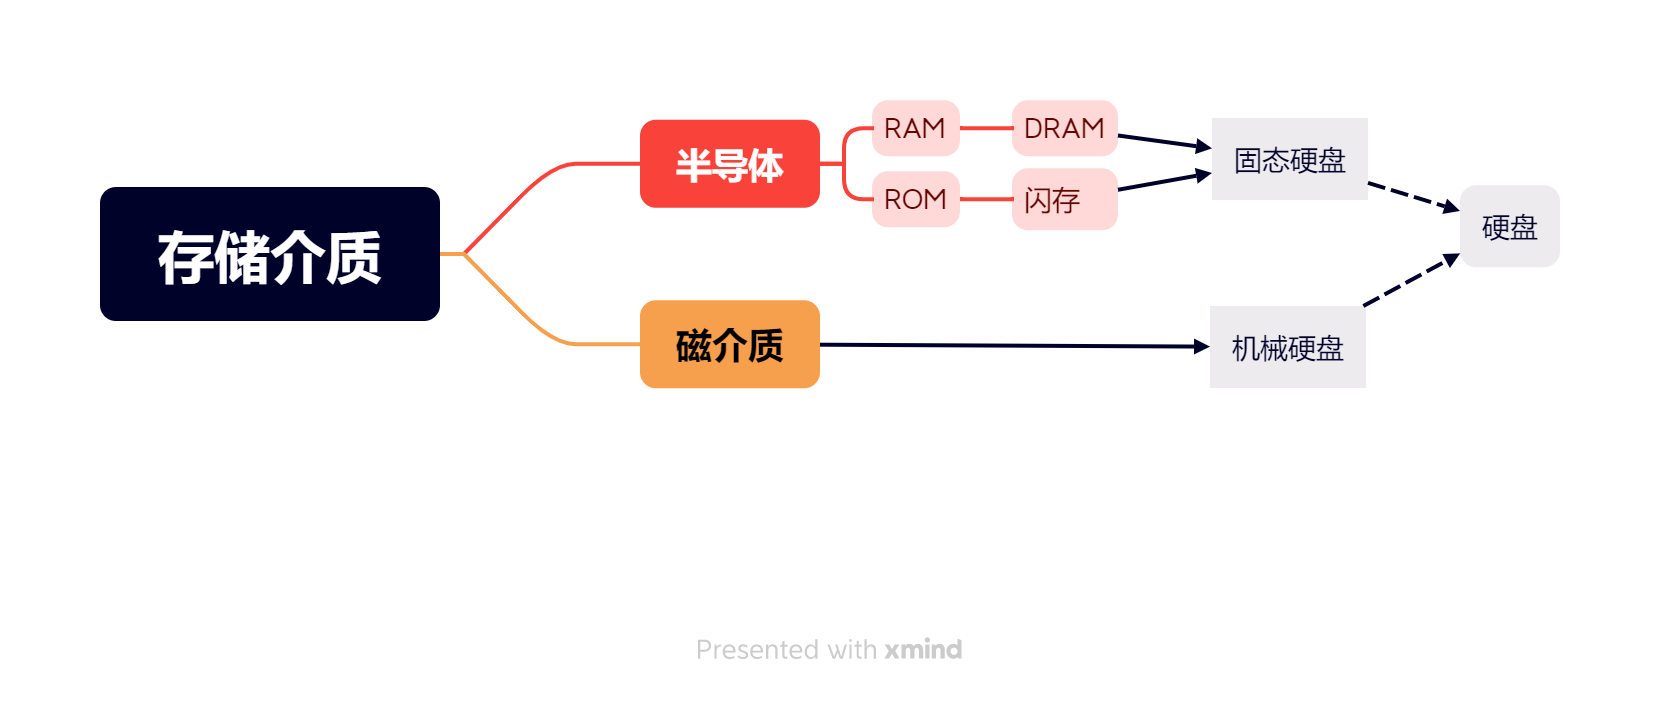 存储介质
半导体
RAM
DRAM
ROM
闪存
固态硬盘
硬盘
磁介质
机械硬盘
Presented with xmind